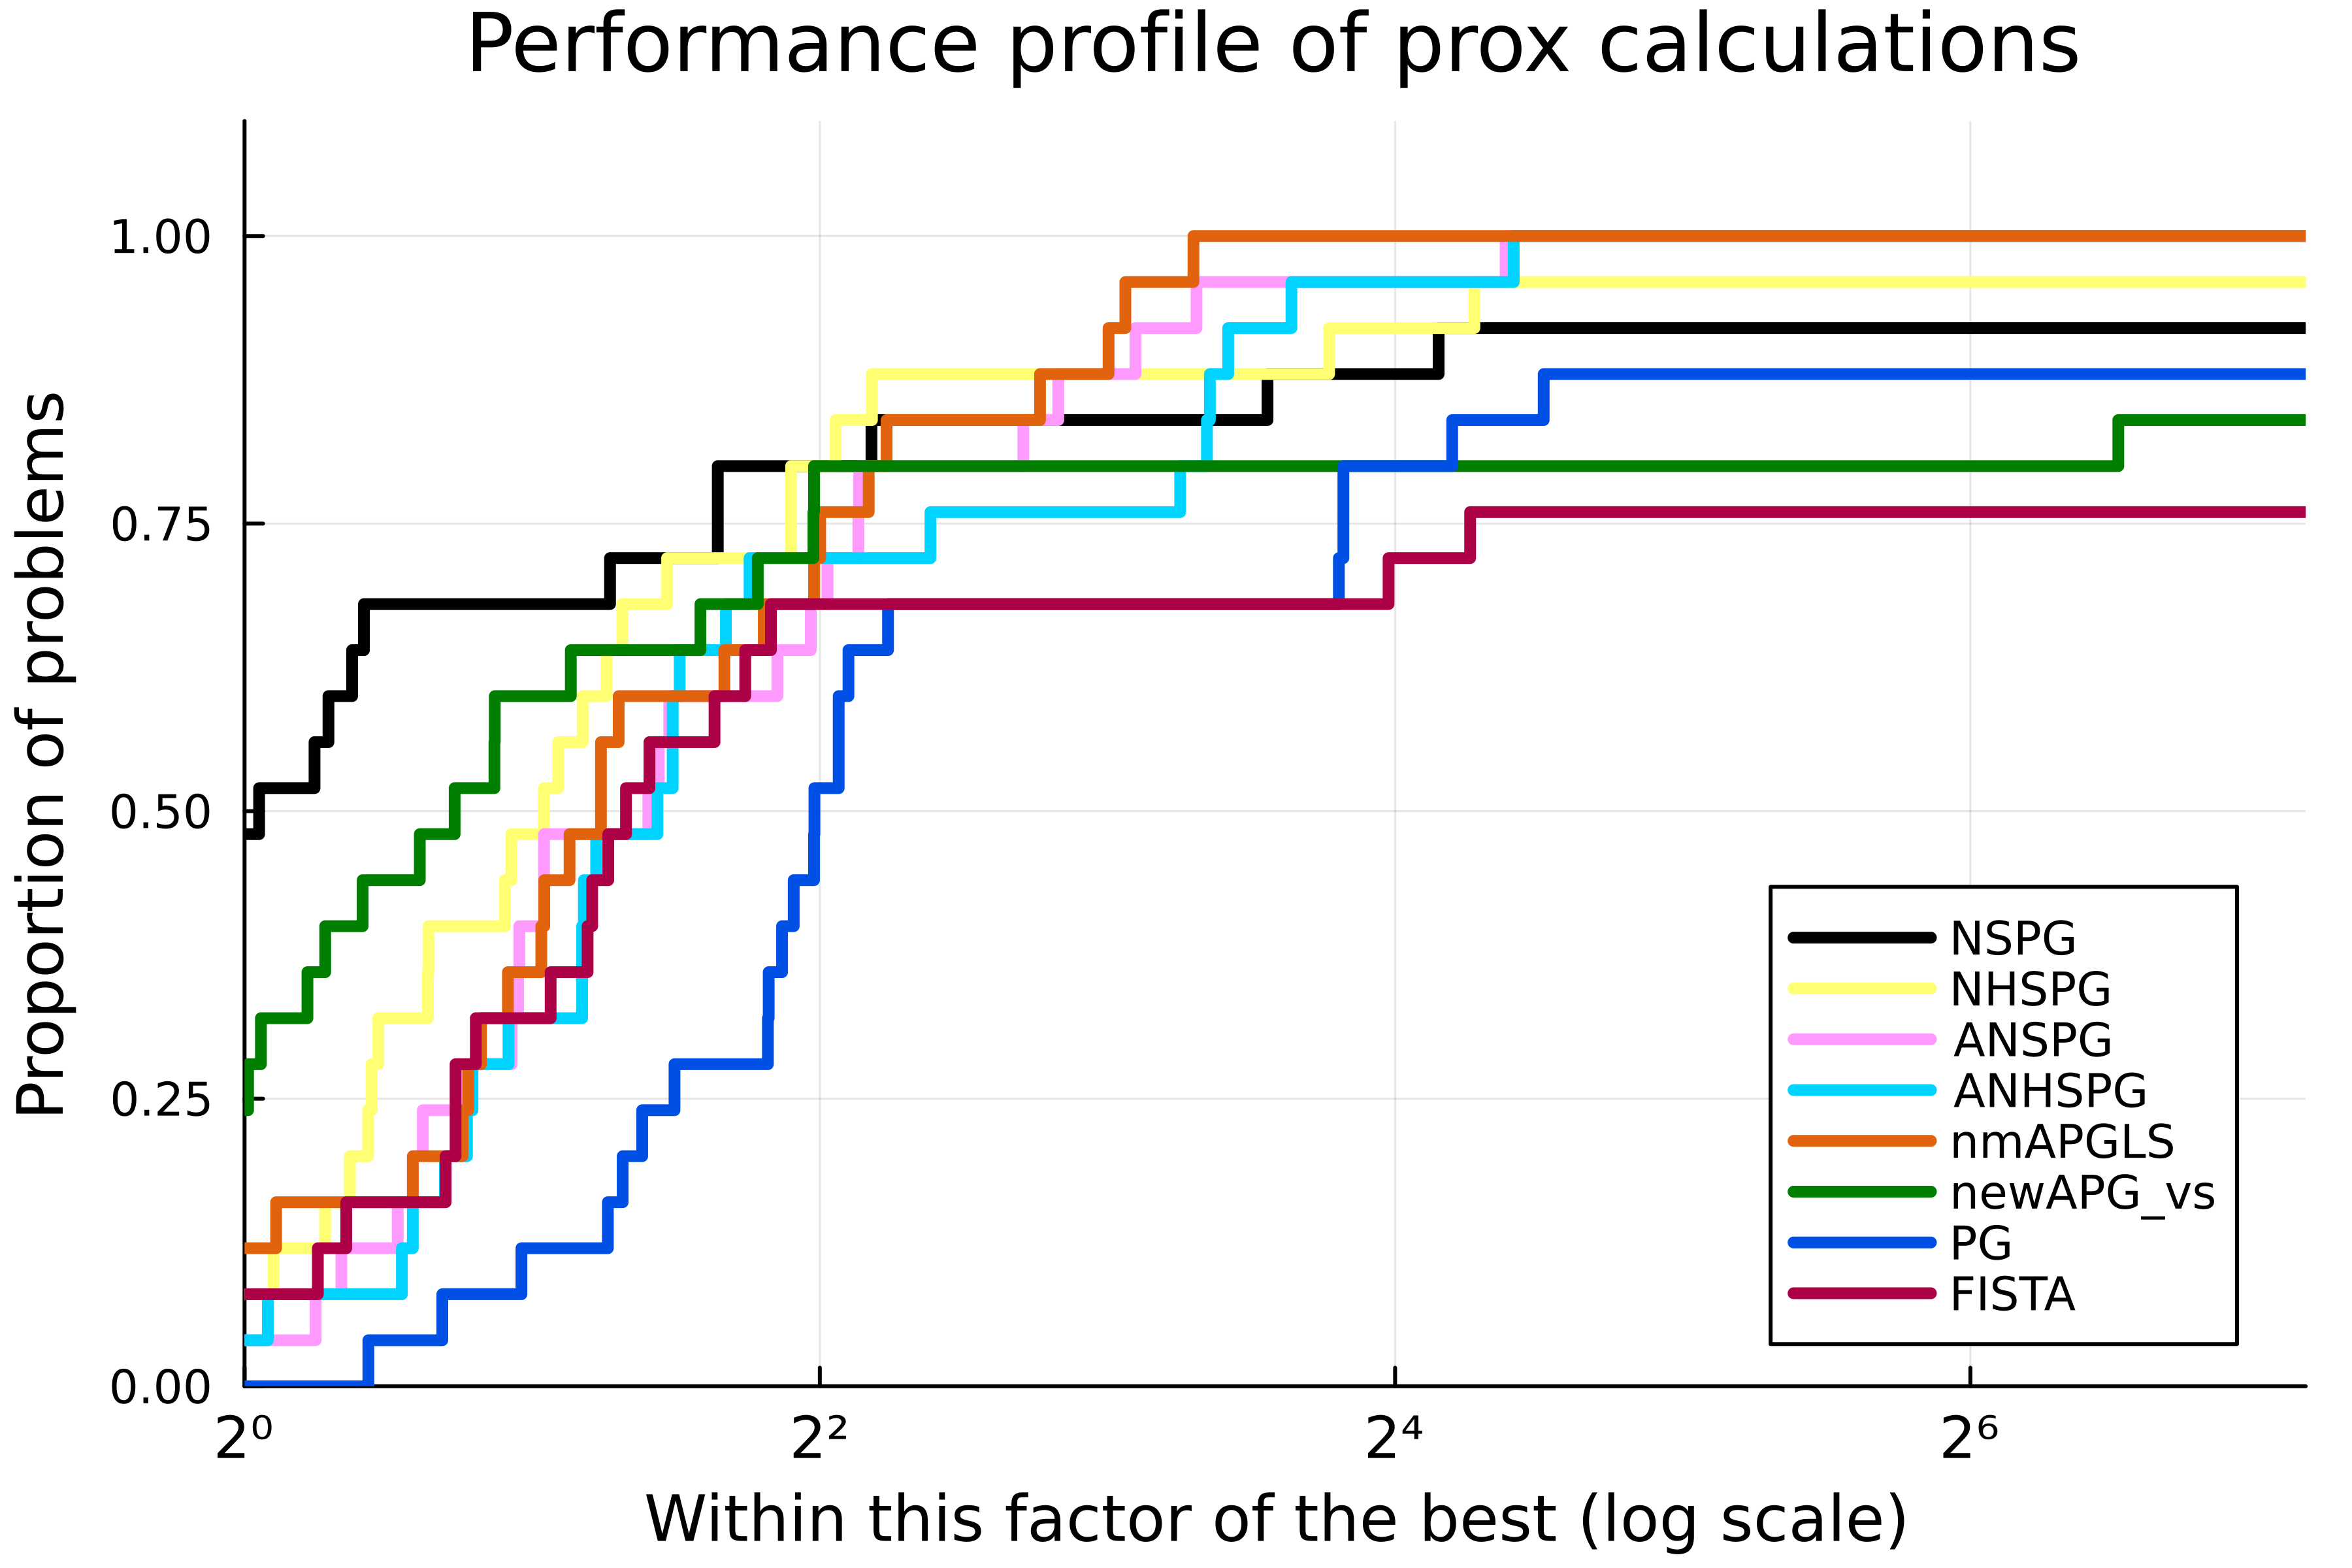 Performance profile of prox calculations
Proportion of problems
1.00
0.75
0.50
0.25
0.00
2⁰
2²
2⁴
2⁶
Within this factor of the best (log scale)
NSPG
NHSPG
ANSPG
ANHSPG
nmAPGLS
newAPG_vs
PG
FISTA